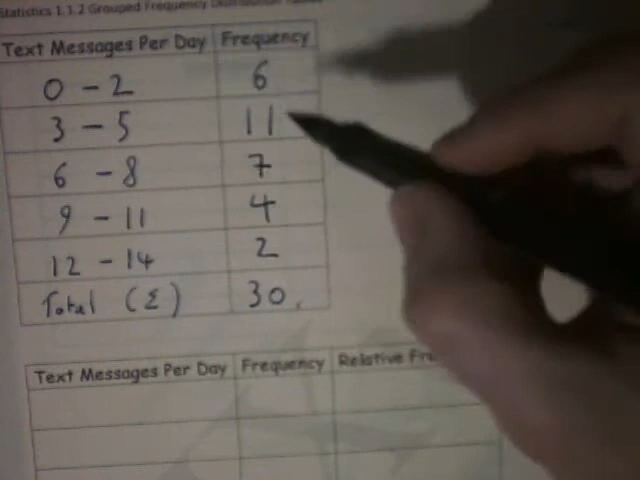 Statistics 1.1.2 Grouped Frequency Distribution Tables
Text Messages Per Day Frequency
0 - 2 6
3 - 5 11
6 - 8 7
9 - 11 4
12 - 14 2
Total (Σ) 30.
Text Messages Per Day Frequency Relative